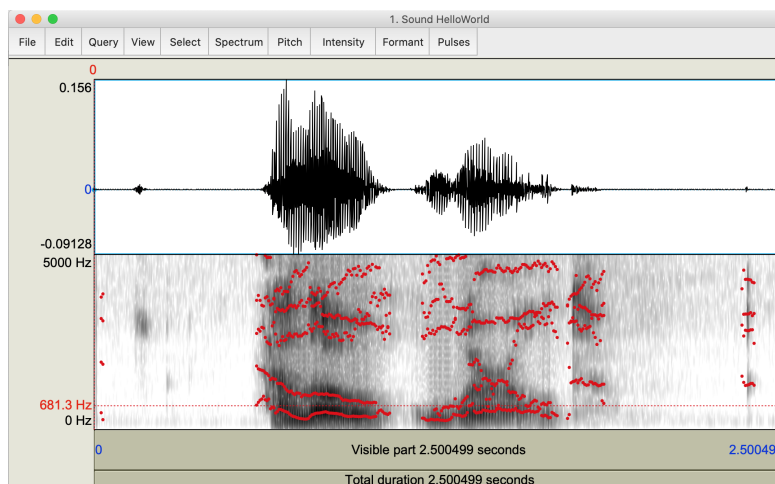 1. Sound HelloWorld
File Edit Query View Select Spectrum Pitch Intensity Formant Pulses
0
0.156
0
-0.09128
5000 Hz
681.3 Hz
0 Hz
0 Visible part 2.500499 seconds 2.500499
Total duration 2.500499 seconds